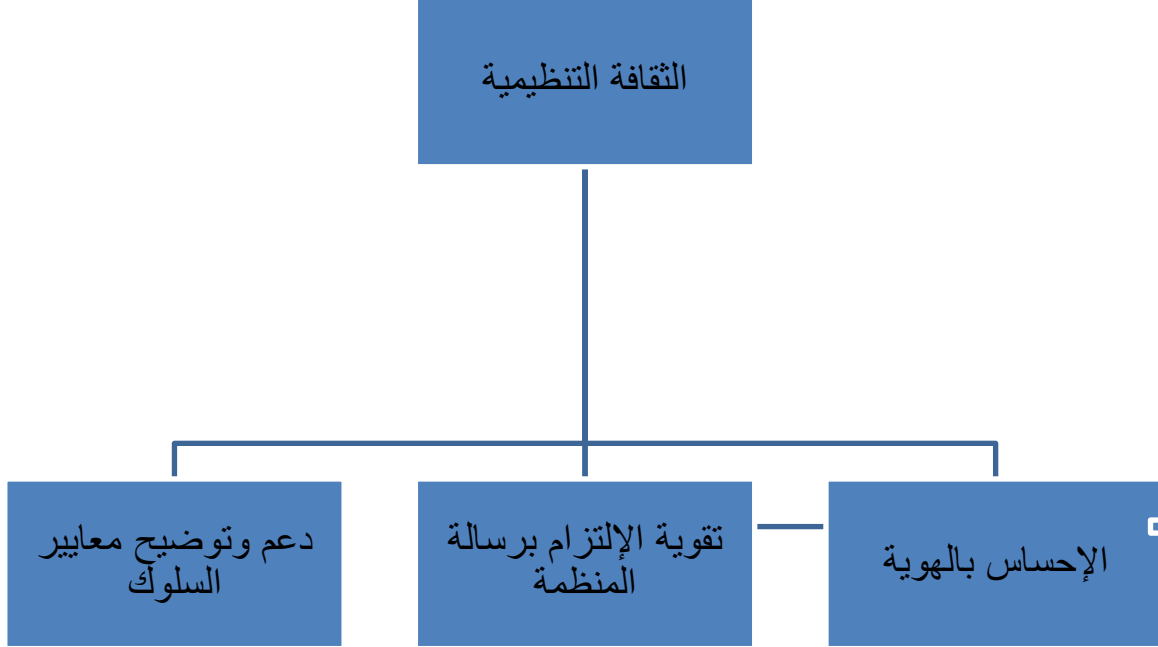 الثقافة التنظيمية
الإحساس بالهوية
تقوية الإلتزام برسالة
المنظمة
دعم وتوضيح معايير
السلوك